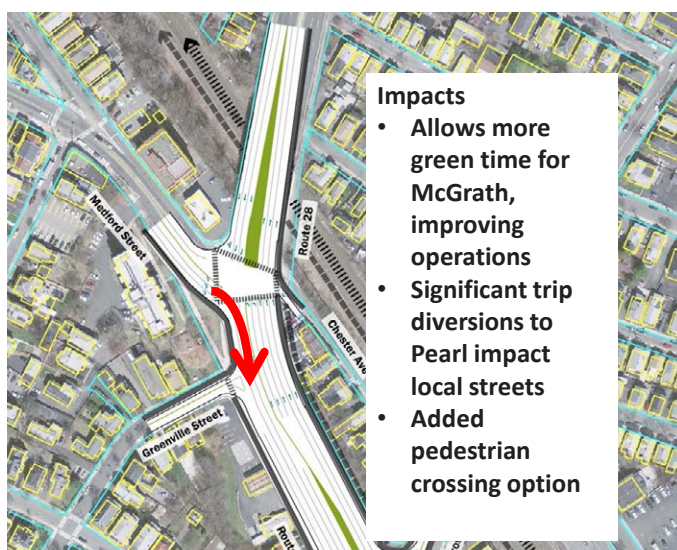 Impacts
• Allows more
green time for
McGrath,
improving
operations
• Significant trip
diversions to
Pearl impact
local streets
• Added
pedestrian
crossing option
Medford Street
Route 28
Chester Ave
Greenville Street